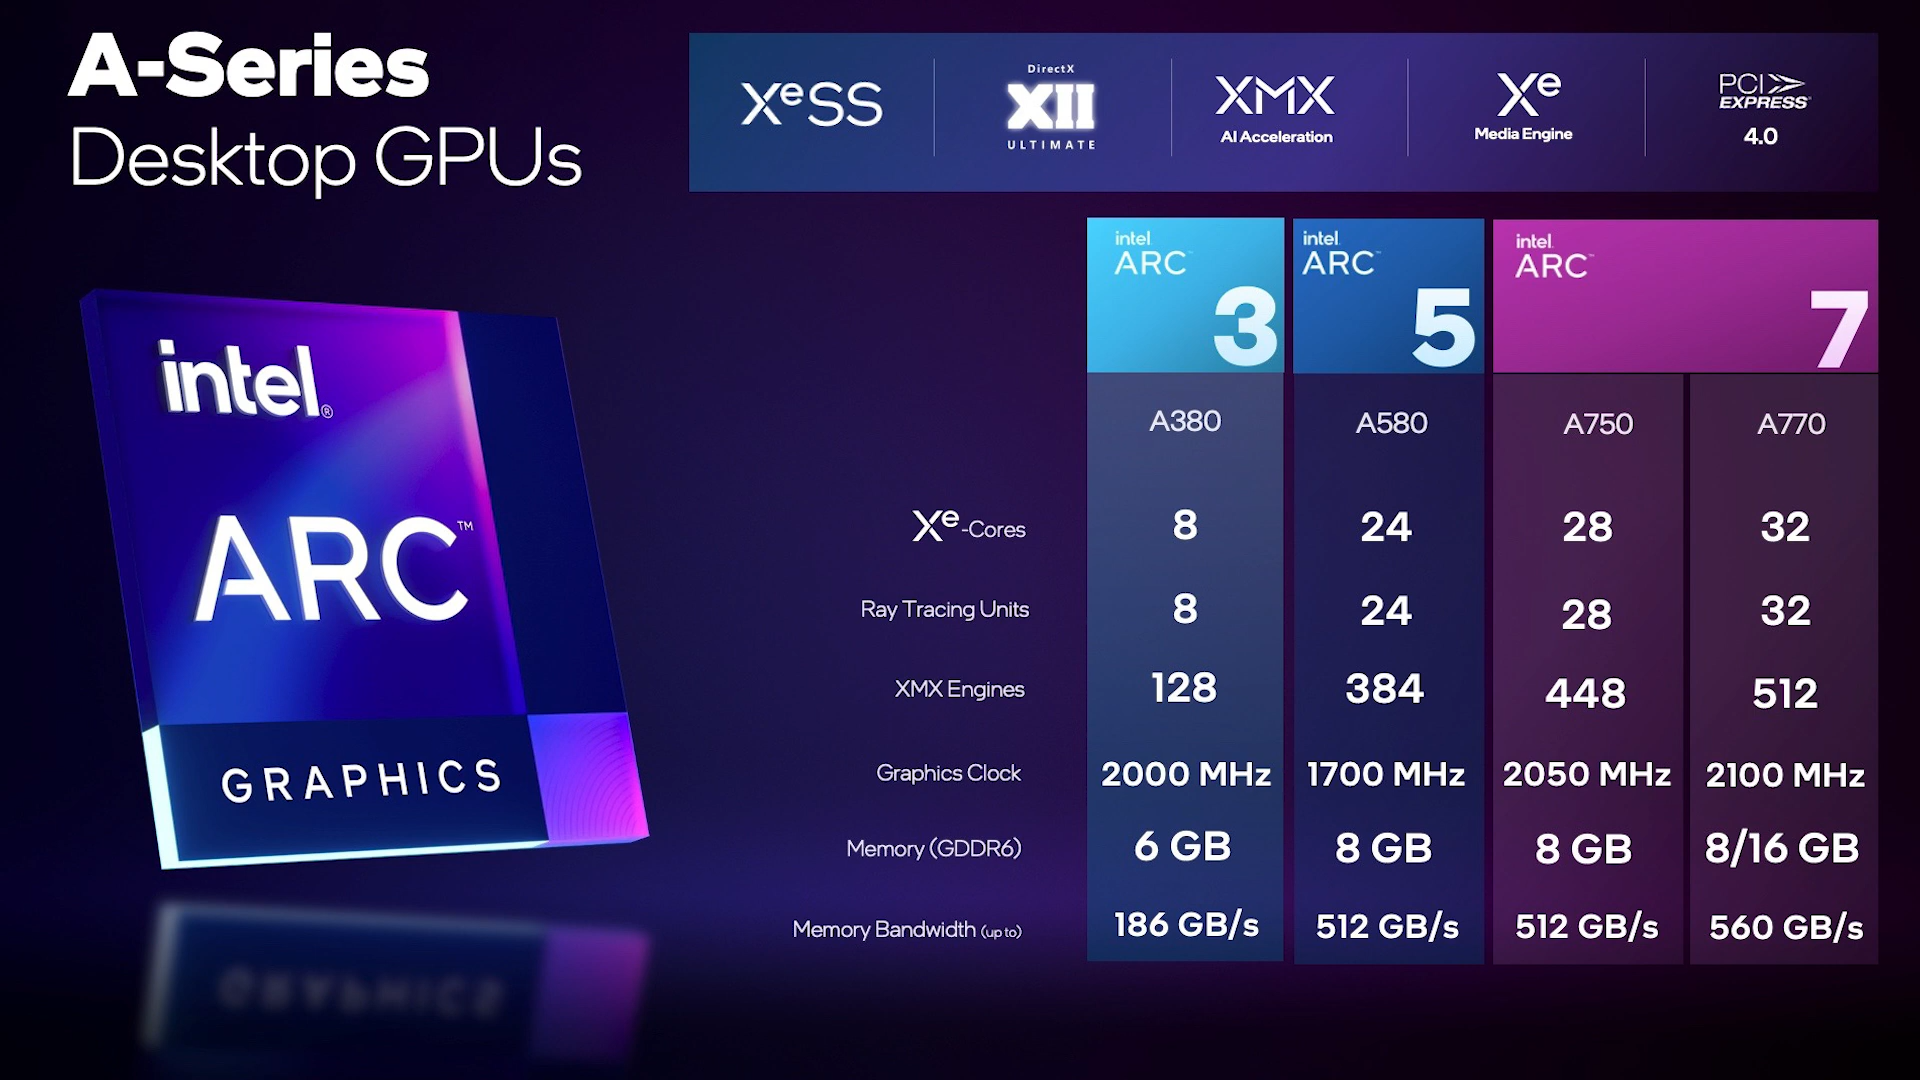 A-Series
Desktop GPUs
XeSS
DirectX
XII
ULTIMATE
XMX
AI Acceleration
Xe
Media Engine
PCI
EXPRESS®
4.0
intel®
ARC™
GRAPHICS
intel.
ARC™
3
intel.
ARC™
5
intel.
ARC™
7
A380 A580 A750 A770
Xe-Cores 8 24 28 32
Ray Tracing Units 8 24 28 32
XMX Engines 128 384 448 512
Graphics Clock 2000 MHz 1700 MHz 2050 MHz 2100 MHz
Memory (GDDR6) 6 GB 8 GB 8 GB 8/16 GB
Memory Bandwidth (up to) 186 GB/s 512 GB/s 512 GB/s 560 GB/s